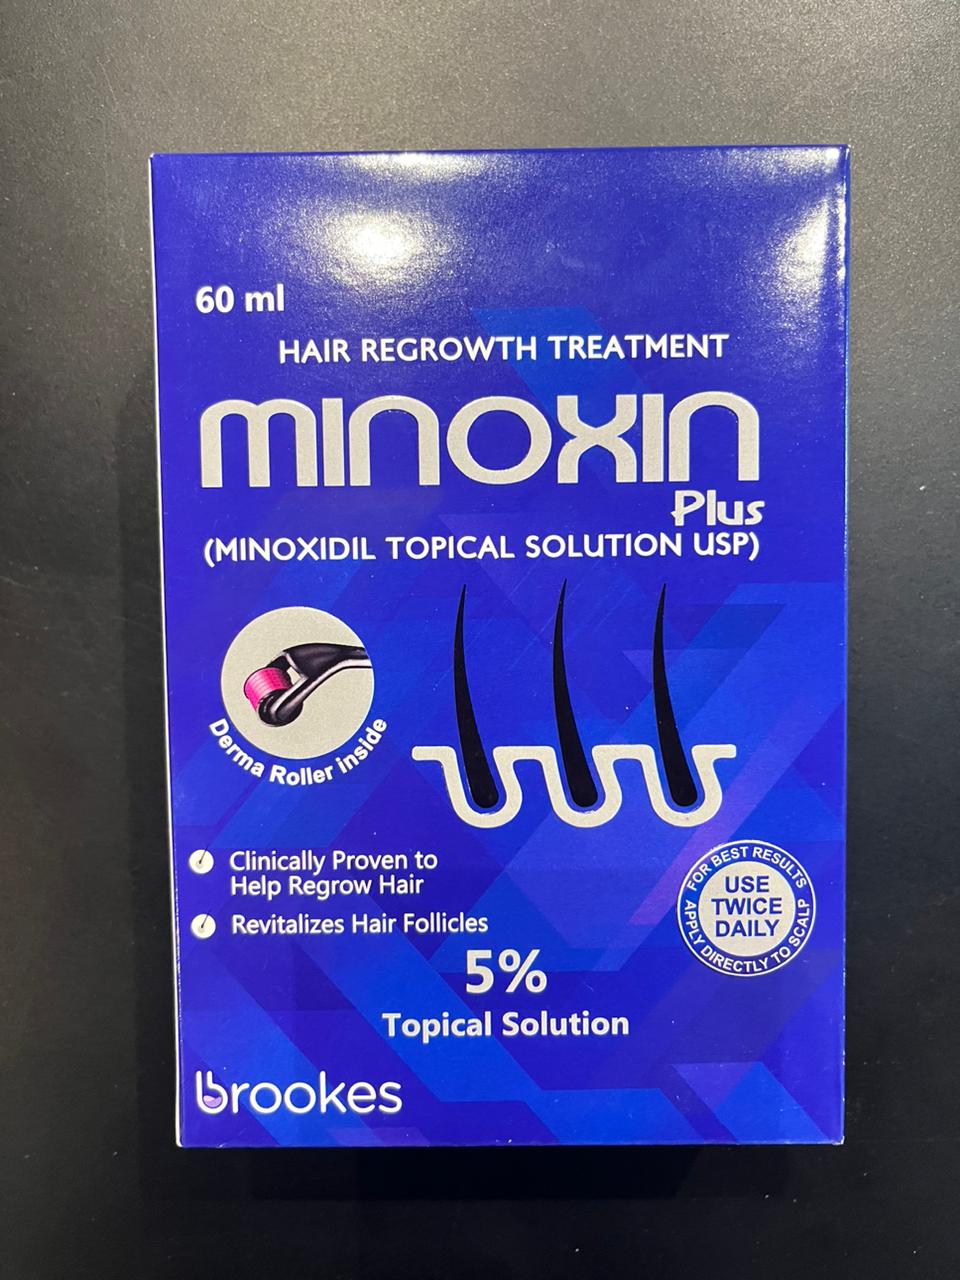 60 ml
HAIR REGROWTH TREATMENT
MINOXIN
Plus
(MINOXIDIL TOPICAL SOLUTION USP)
Derma Roller inside
Clinically Proven to
Help Regrow Hair
Revitalizes Hair Follicles
FOR BEST RESULTS
USE
TWICE
DAILY
APPLY DIRECTLY TO SCALP
5%
Topical Solution
brookes